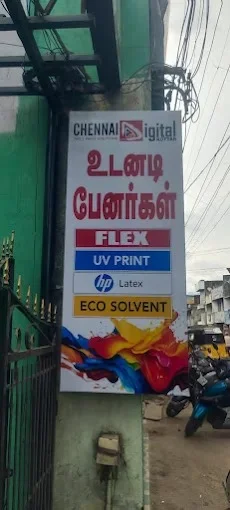 CHENNAI Digital
உடனடி
பேனர்கள்
FLEX
UV PRINT
hp Latex
ECO SOLVENT